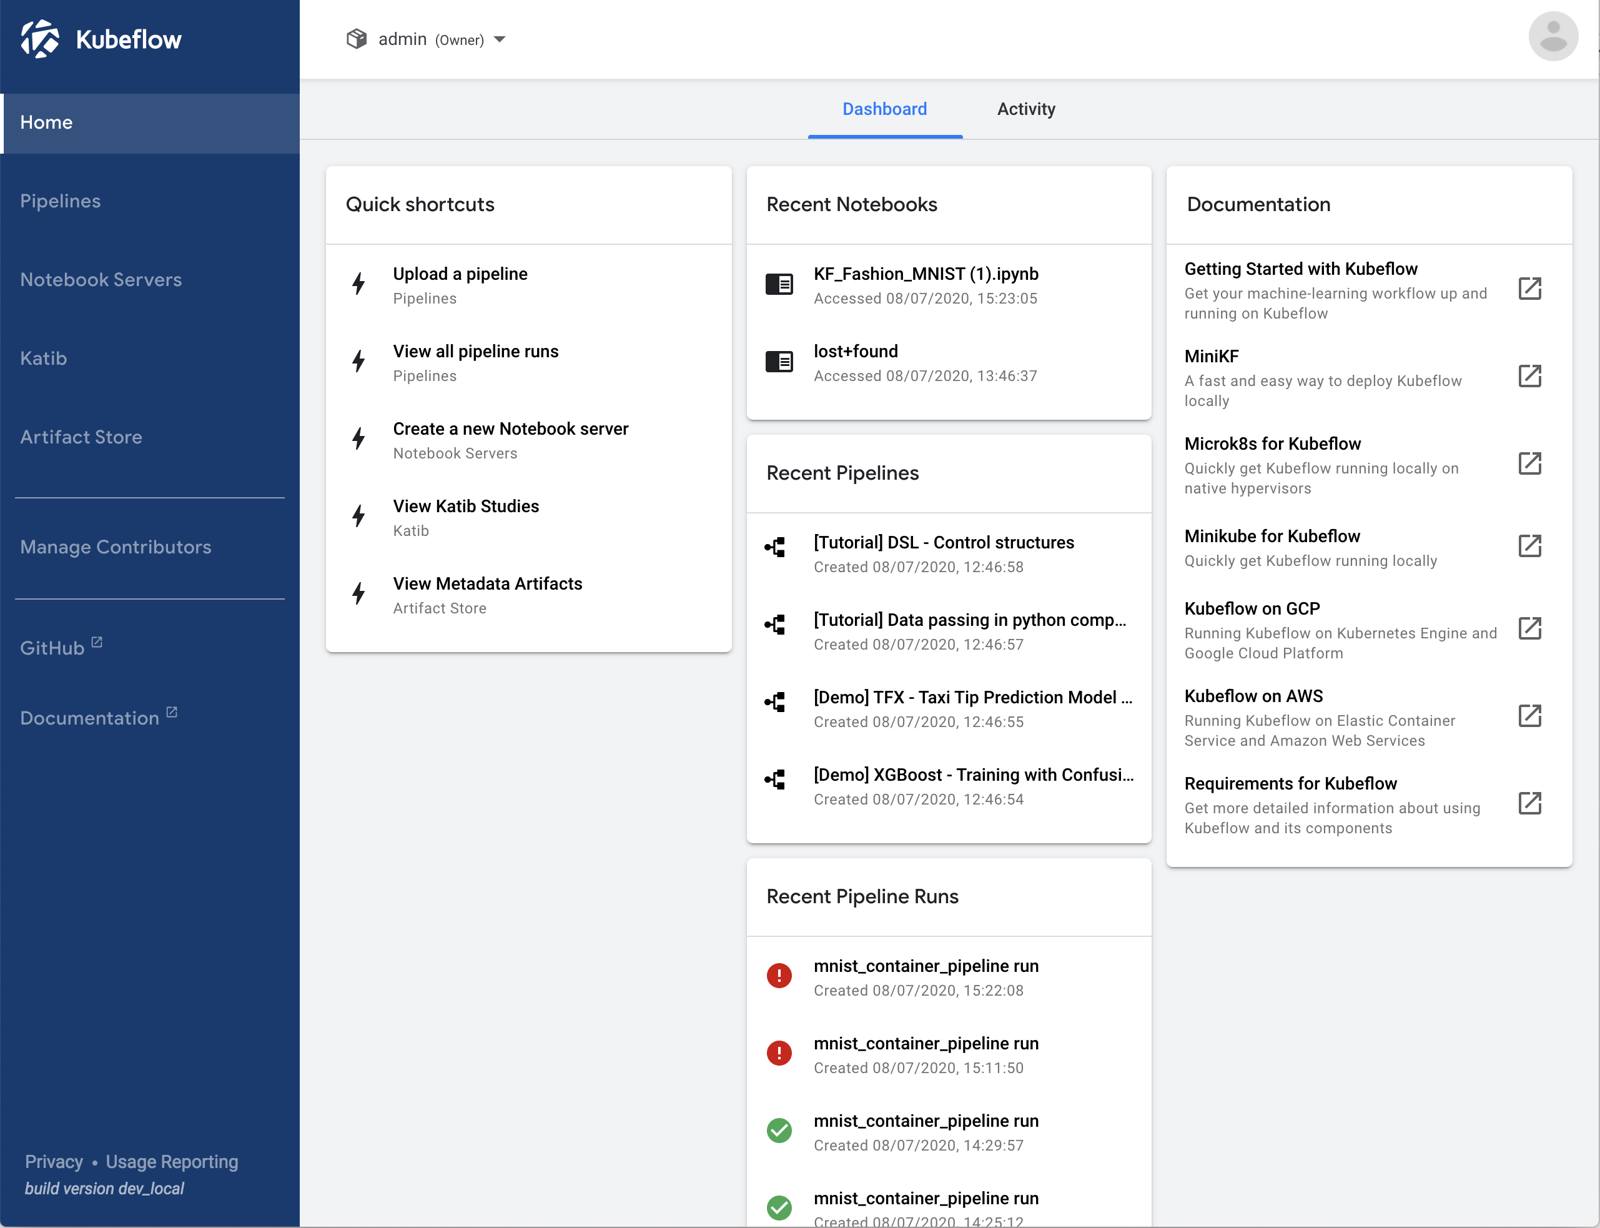 Kubeflow
Home
Pipelines
Notebook Servers
Katib
Artifact Store
Manage Contributors
GitHub
Documentation
Privacy • Usage Reporting
build version dev_local
admin (Owner)
Dashboard
Activity
Quick shortcuts
Upload a pipeline
Pipelines
View all pipeline runs
Pipelines
Create a new Notebook server
Notebook Servers
View Katib Studies
Katib
View Metadata Artifacts
Artifact Store
Recent Notebooks
KF_Fashion_MNIST (1).ipynb
Accessed 08/07/2020, 15:23:05
lost+found
Accessed 08/07/2020, 13:46:37
Recent Pipelines
[Tutorial] DSL - Control structures
Created 08/07/2020, 12:46:58
[Tutorial] Data passing in python comp...
Created 08/07/2020, 12:46:57
[Demo] TFX - Taxi Tip Prediction Model ...
Created 08/07/2020, 12:46:55
[Demo] XGBoost - Training with Confusi...
Created 08/07/2020, 12:46:54
Recent Pipeline Runs
mnist_container_pipeline run
Created 08/07/2020, 15:22:08
mnist_container_pipeline run
Created 08/07/2020, 15:11:50
mnist_container_pipeline run
Created 08/07/2020, 14:29:57
mnist_container_pipeline run
Created 08/07/2020, 14:25:12
Documentation
Getting Started with Kubeflow
Get your machine-learning workflow up and
running on Kubeflow
MiniKF
A fast and easy way to deploy Kubeflow
locally
Microk8s for Kubeflow
Quickly get Kubeflow running locally on
native hypervisors
Minikube for Kubeflow
Quickly get Kubeflow running locally
Kubeflow on GCP
Running Kubeflow on Kubernetes Engine and
Google Cloud Platform
Kubeflow on AWS
Running Kubeflow on Elastic Container
Service and Amazon Web Services
Requirements for Kubeflow
Get more detailed information about using
Kubeflow and its components